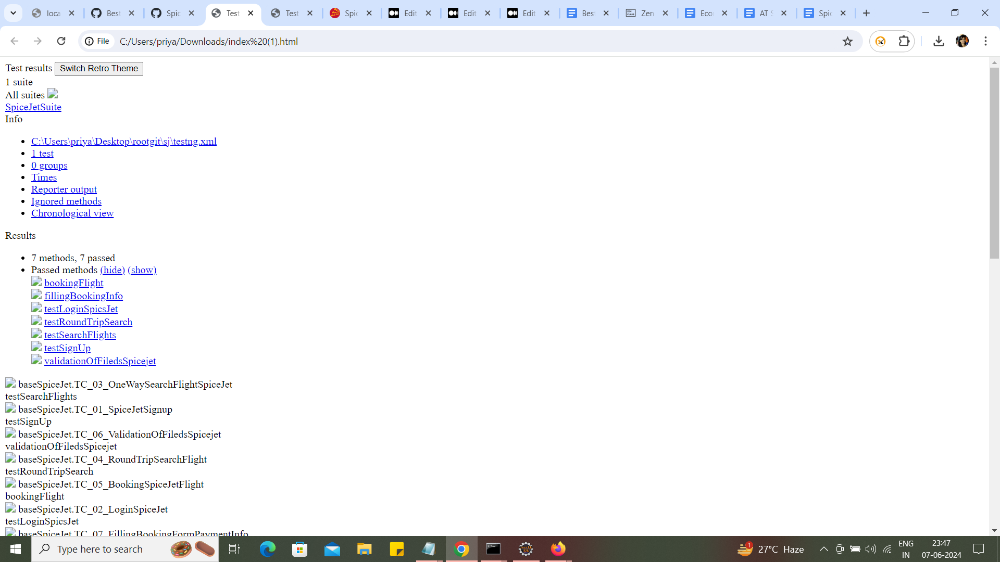 loca
Best
Spic
Test
Test
Spic
Edit
Edit
Edit
Best
Zen
Econ
AT S
Spic
File
C:/Users/priya/Downloads/index%20(1).html
Test results Switch Retro Theme
1 suite
All suites
SpiceJetSuite
Info
C:\Users\priya\Desktop\rootgit\sj\testng.xml
1 test
0 groups
Times
Reporter output
Ignored methods
Chronological view
Results
7 methods, 7 passed
Passed methods (hide) (show)
bookingFlight
fillingBookingInfo
testLoginSpicsJet
testRoundTripSearch
testSearchFlights
testSignUp
validationOfFiledsSpicejet
baseSpiceJet.TC_03_OneWaySearchFlightSpiceJet
testSearchFlights
baseSpiceJet.TC_01_SpiceJetSignup
testSignUp
baseSpiceJet.TC_06_ValidationOfFiledsSpicejet
validationOfFiledsSpicejet
baseSpiceJet.TC_04_RoundTripSearchFlight
testRoundTripSearch
baseSpiceJet.TC_05_BookingSpiceJetFlight
bookingFlight
baseSpiceJet.TC_02_LoginSpiceJet
testLoginSpicsJet
baseSpiceJet.TC_07_FillingBookingFormPaymentInfo
Type here to search
1
27°C Haze
ENG
IN
23:47
07-06-2024